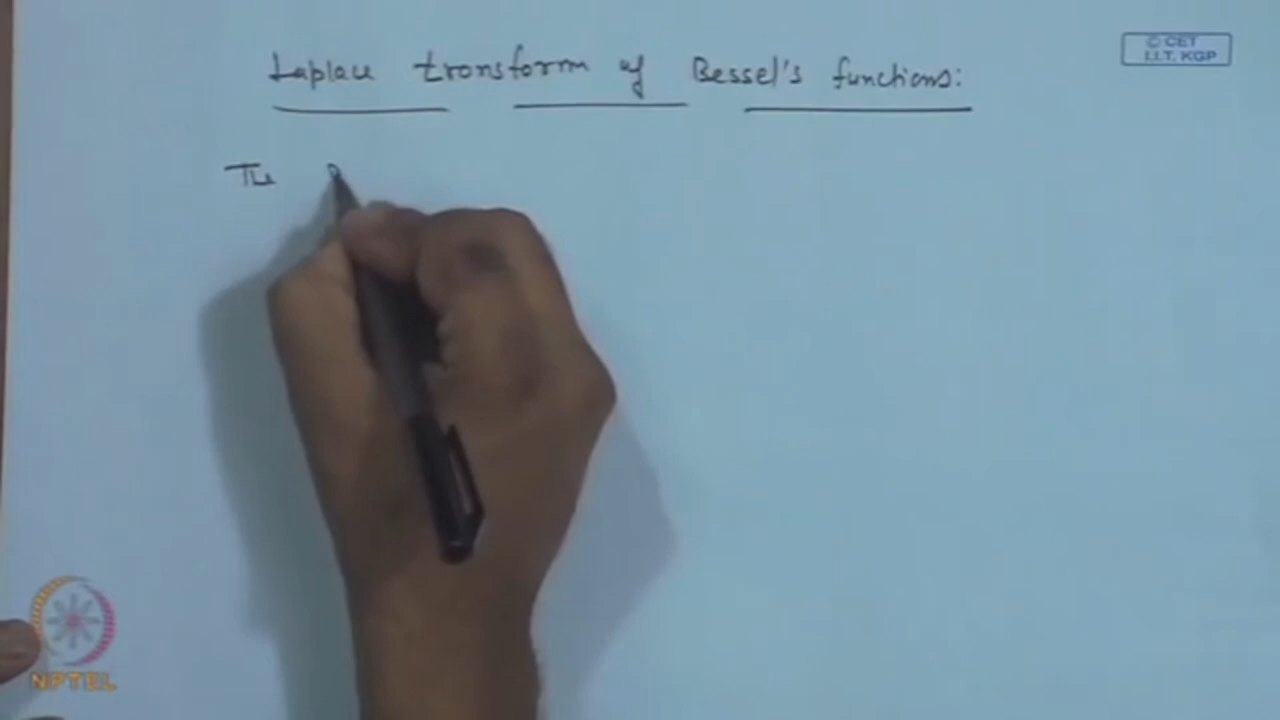 Laplace transform of Bessel's functions:
© CET
I.I.T. KGP
The
NPTEL